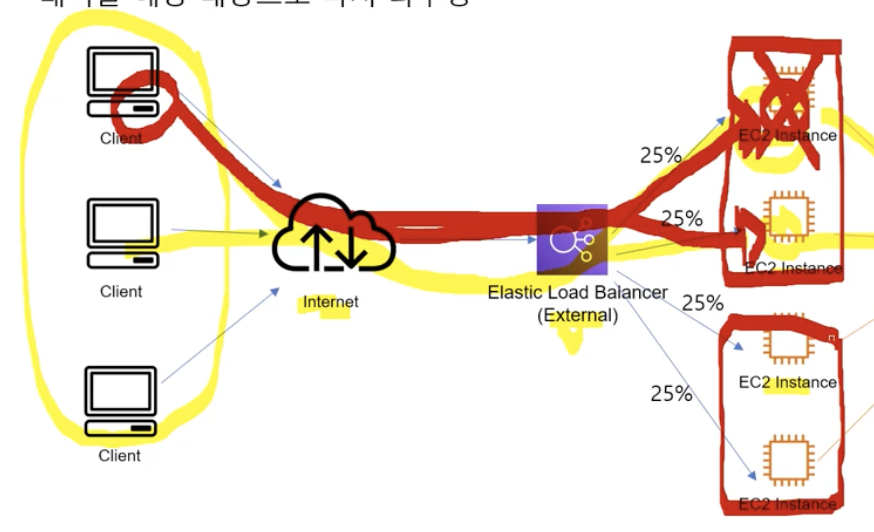 Client
Client
Client
Internet
Elastic Load Balancer
(External)
25%
25%
25%
25%
EC2 Instance
EC2 Instance
EC2 Instance
EC2 Instance